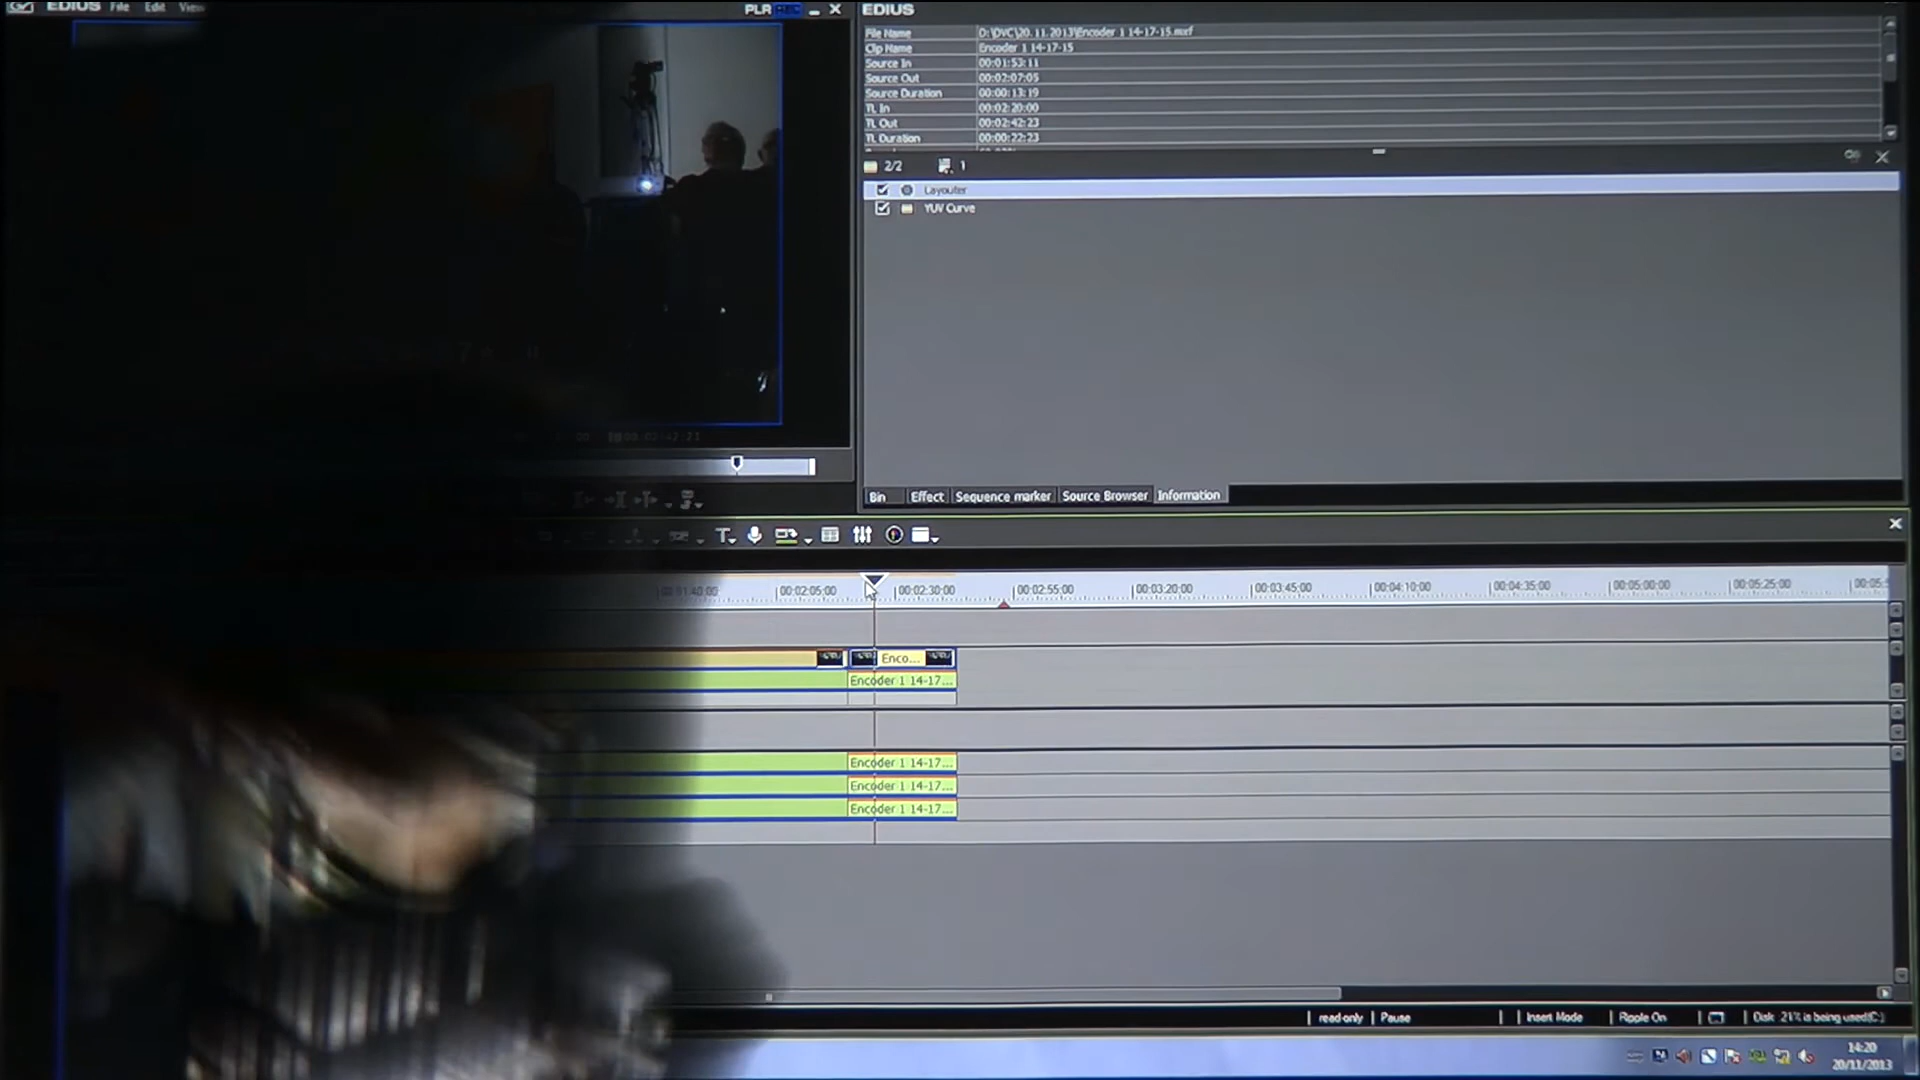 EDIUS File Edit View
PLR REC
EDIUS
File Name D:\DVC\20.11.2013\Encoder 1 14-17-15.mxf
Clip Name Encoder 1 14-17-15
Source In 00:01:53:11
Source Out 00:02:07:05
Source Duration 00:00:13:19
TL In 00:02:20:00
TL Out 00:02:42:23
TL Duration 00:00:22:23
2/2 1
Layouter
YUV Curve
Bin Effect Sequence marker Source Browser Information
00:01:40:00 00:02:05:00 00:02:30:00 00:02:55:00 00:03:20:00 00:03:45:00 00:04:10:00 00:04:35:00 00:05:00:00 00:05:25:00
Enco...
Encoder 1 14-17...
Encoder 1 14-17...
Encoder 1 14-17...
Encoder 1 14-17...
read only Pause Insert Mode Ripple On Disk 21% is being used(C:)
14:20
20/11/2013